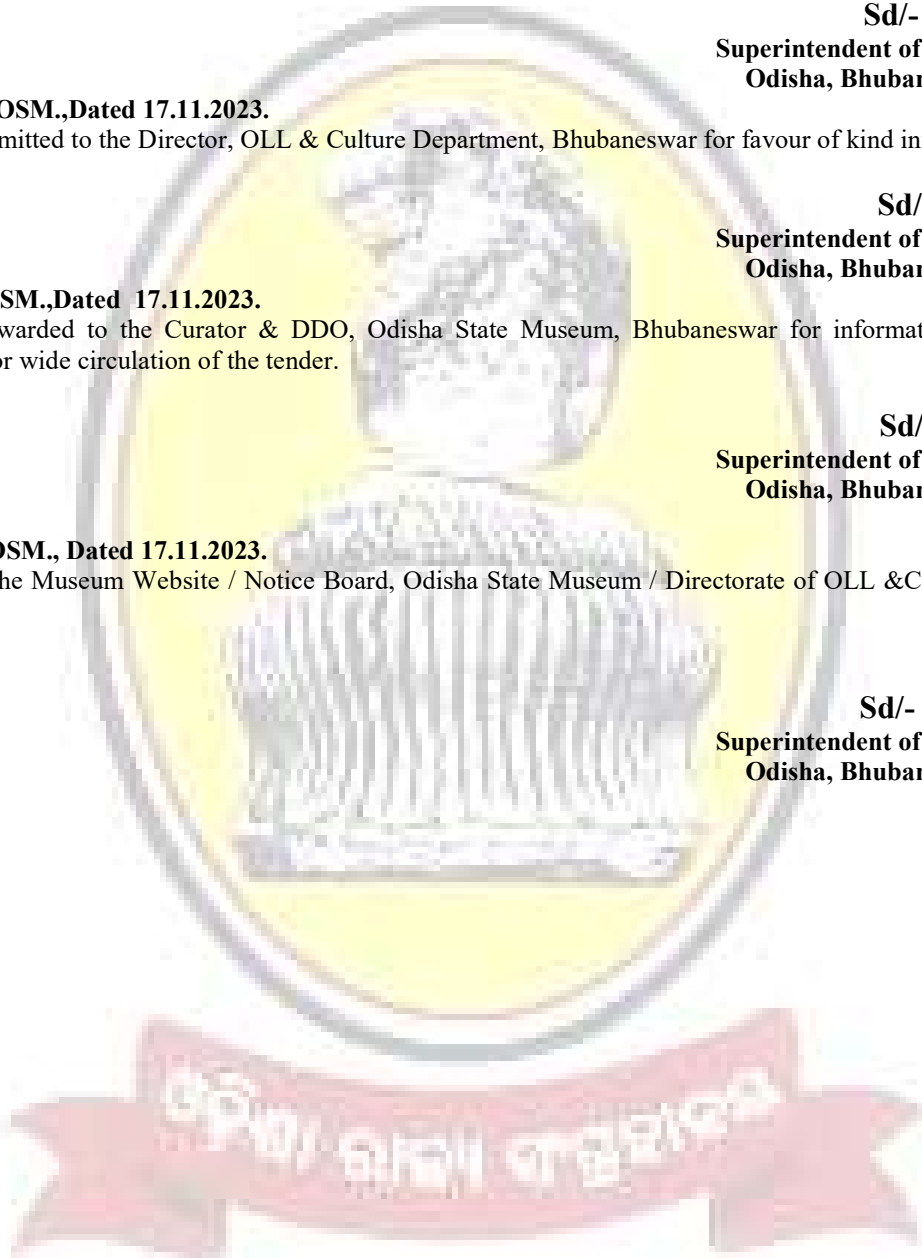 Sd/-
Superintendent of
Odisha, Bhuban
OSM.,Dated 17.11.2023.
mitted to the Director, OLL & Culture Department, Bhubaneswar for favour of kind in
Sd/
Superintendent of
Odisha, Bhuban
SM.,Dated 17.11.2023.
warded to the Curator & DDO, Odisha State Museum, Bhubaneswar for informat
or wide circulation of the tender.
Sd/
Superintendent of
Odisha, Bhuban
OSM., Dated 17.11.2023.
he Museum Website / Notice Board, Odisha State Museum / Directorate of OLL &C
Sd/-
Superintendent of
Odisha, Bhuban
ଓଡ଼ିଶା ରାଜ୍ୟ ସଂଗ୍ରହାଳୟ